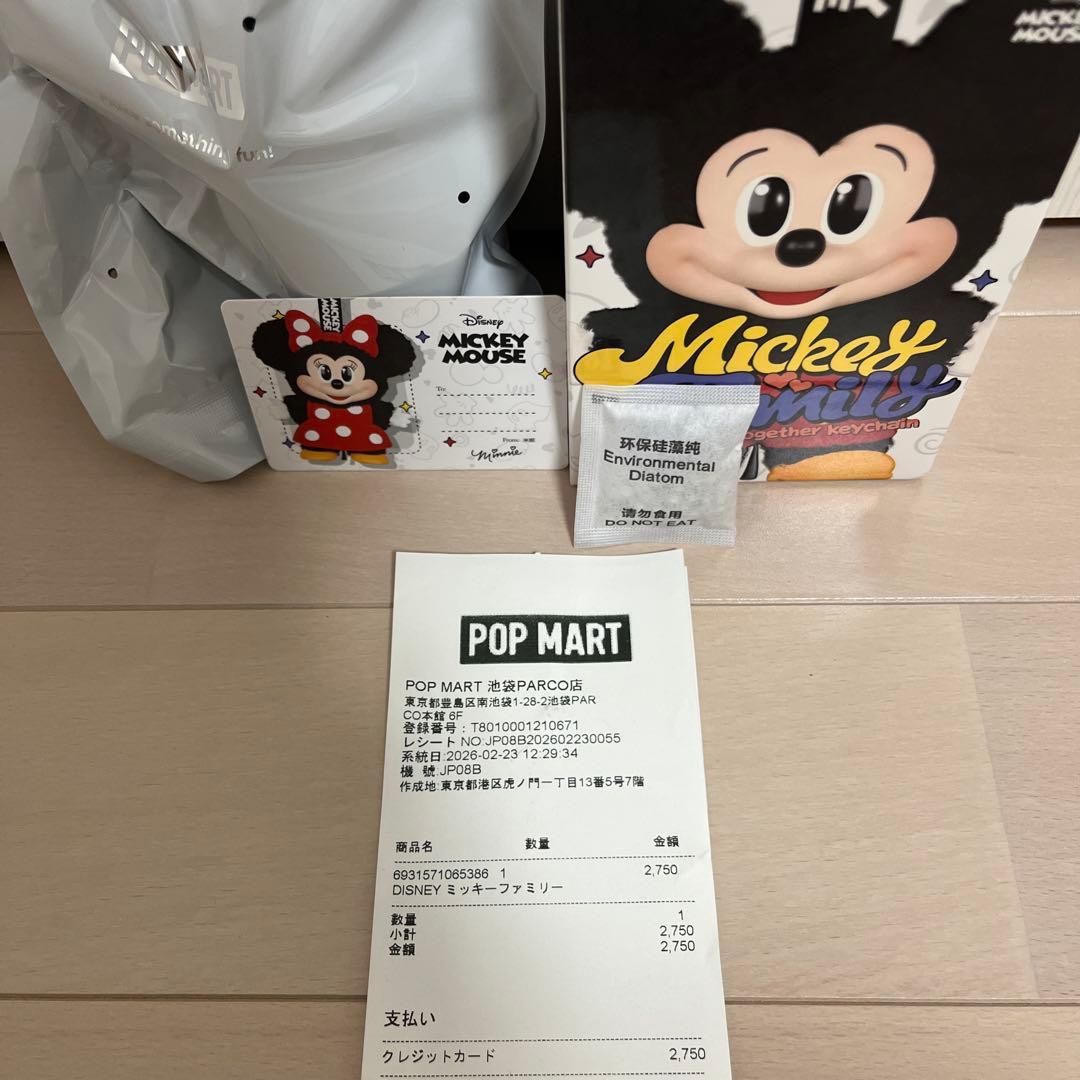 POP MART
something fun!
MICKEY
MOUSE
MICKEY
MOUSE
Disney
MICKEY
MOUSE
To:
From:
Minnie
Mickey
Family
together keychain
环保硅藻纯
Environmental
Diatom
请勿食用
DO NOT EAT
POP MART
POP MART 池袋PARCO店
東京都豊島区南池袋1-28-2池袋PAR
CO本館 6F
登録番号:T8010001210671
レシート NO:JP08B202602230055
系統日:2026-02-23 12:29:34
機 號:JP08B
作成地:東京都港区虎ノ門一丁目13番5号7階
商品名 数量 金額
6931571065386 1 2,750
DISNEY ミッキーファミリー
数量 1
小計 2,750
金額 2,750
支払い
クレジットカード 2,750